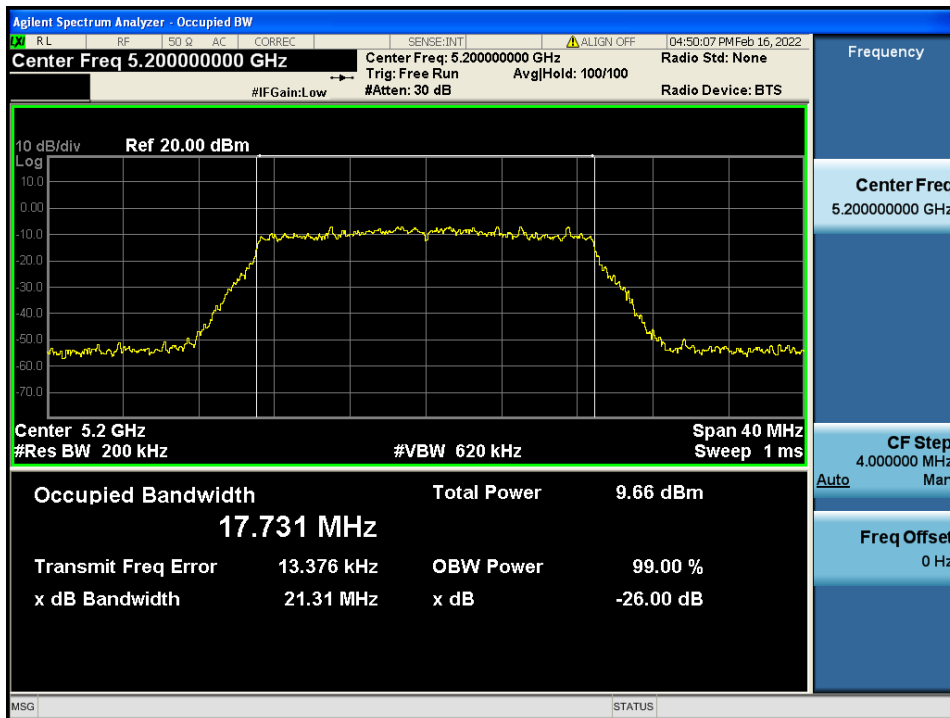 Agilent Spectrum Analyzer - Occupied BW
LXI RL RF 50 Ω AC CORREC SENSE:INT ALIGN OFF 04:50:07 PM Feb 16, 2022
Center Freq 5.200000000 GHz
Center Freq: 5.200000000 GHz
Radio Std: None
Trig: Free Run Avg|Hold: 100/100
#IFGain:Low
#Atten: 30 dB
Radio Device: BTS
10 dB/div Ref 20.00 dBm
Log
10.0
0.00
-10.0
-20.0
-30.0
-40.0
-50.0
-60.0
-70.0
Center 5.2 GHz Span 40 MHz
#Res BW 200 kHz #VBW 620 kHz Sweep 1 ms
Occupied Bandwidth Total Power 9.66 dBm
17.731 MHz
Transmit Freq Error 13.376 kHz OBW Power 99.00 %
x dB Bandwidth 21.31 MHz x dB -26.00 dB
Frequency
Center Freq
5.200000000 GHz
CF Step
4.000000 MHz
Auto Man
Freq Offset
0 Hz
MSG STATUS